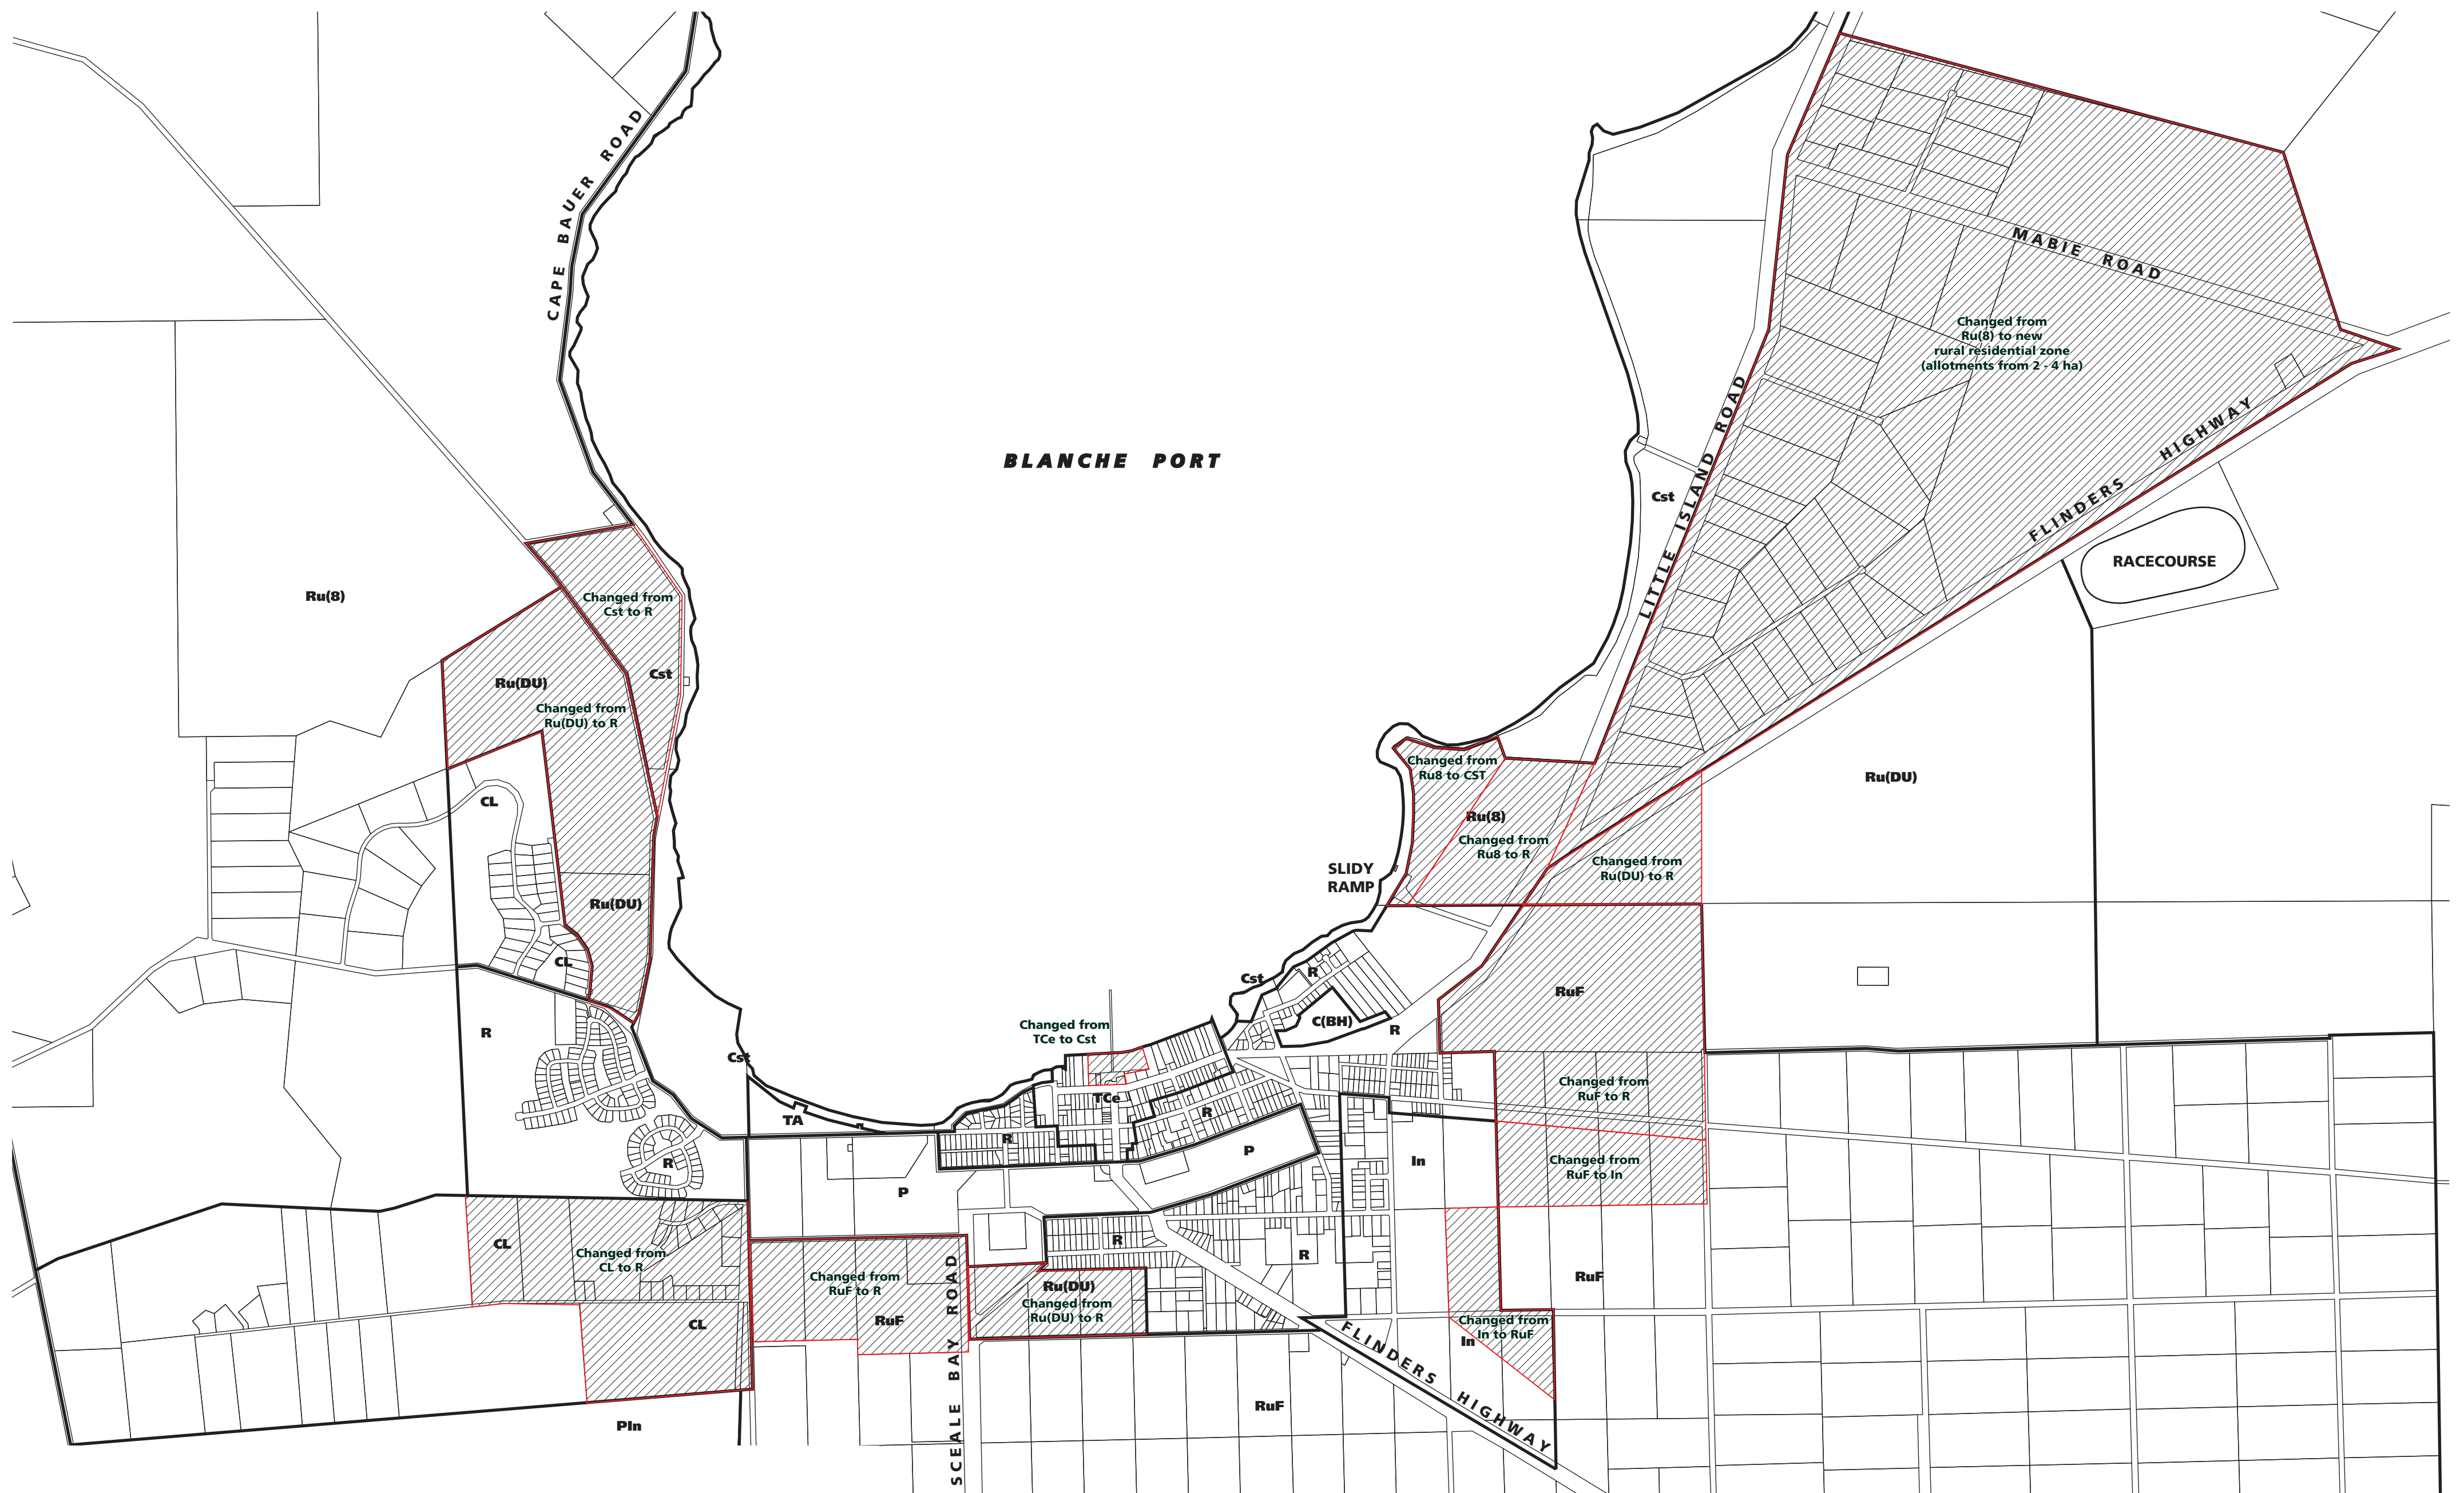 CAPE BAUER ROAD
MABIE ROAD
Changed from
Ru(8) to new
rural residential zone
(allotments from 2 - 4 ha)
BLANCHE PORT
LITTLE ISLAND ROAD
FLINDERS HIGHWAY
Cst
RACECOURSE
Ru(8)
Changed from
Cst to R
Cst
Ru(DU)
Changed from
Ru(DU) to R
Changed from
Ru8 to CST
Ru(DU)
CL
Ru(8)
Changed from
Ru8 to R
Changed from
Ru(DU) to R
SLIDY
RAMP
Ru(DU)
CL
R
Cst
RuF
C(BH)
R
R
Changed from
TCe to Cst
Cst
Changed from
RuF to R
TCe
R
TA
R
P
In
Changed from
RuF to In
R
P
CL
Changed from
CL to R
R
R
Changed from
RuF to R
RuF
Ru(DU)
Changed from
Ru(DU) to R
RuF
CL
Changed from
In to RuF
In
SCEALE BAY ROAD
FLINDERS HIGHWAY
RuF
PIn